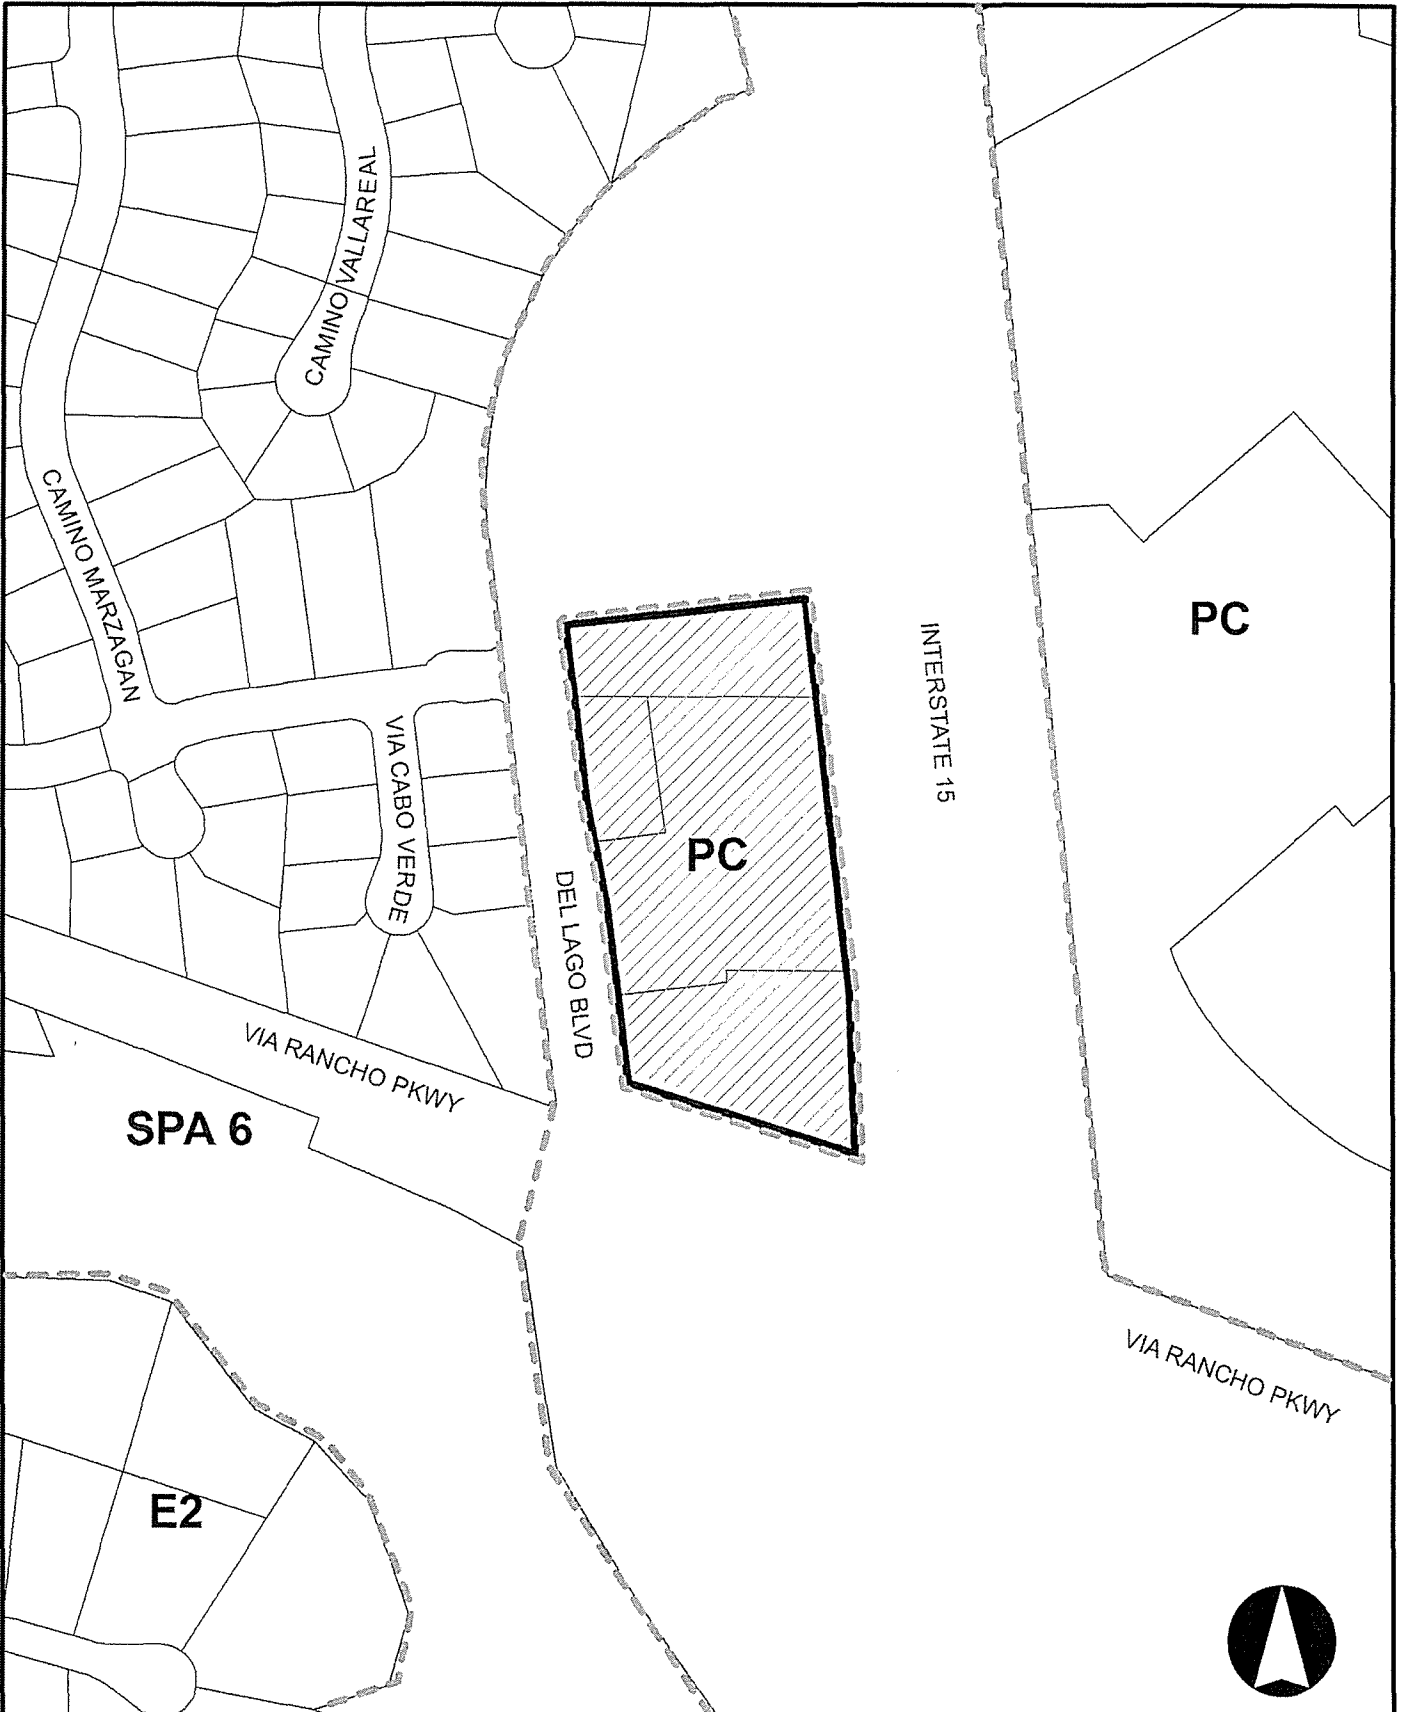 CAMINO VALLAREAL
CAMINO MARZAGAN
PC
INTERSTATE 15
VIA CABO VERDE
PC
DEL LAGO BLVD
VIA RANCHO PKWY
SPA 6
VIA RANCHO PKWY
E2